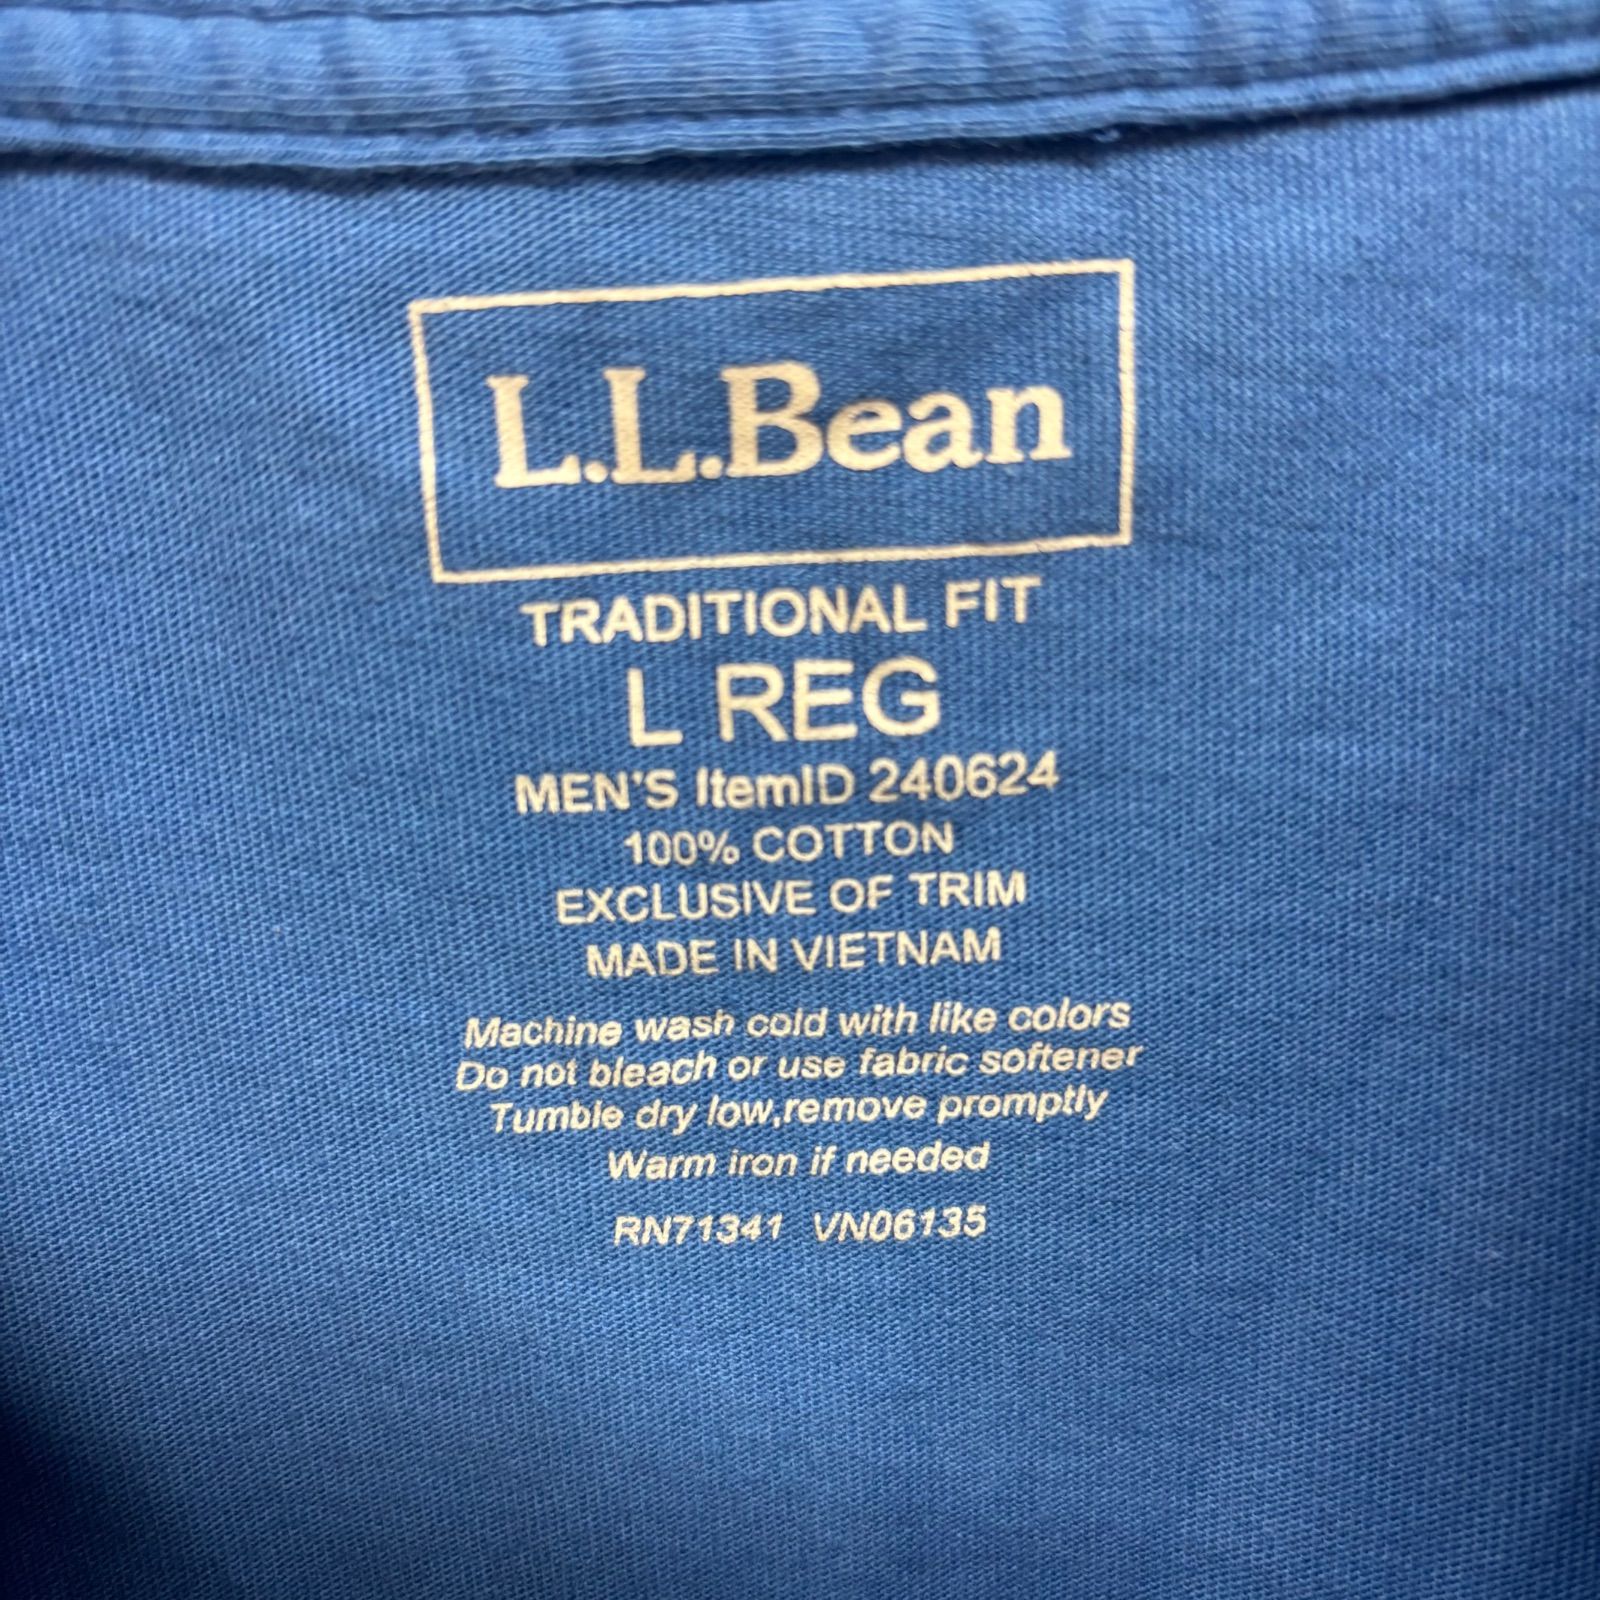 L.L.Bean
TRADITIONAL FIT
L REG
MEN'S ItemID 240624
100% COTTON
EXCLUSIVE OF TRIM
MADE IN VIETNAM
Machine wash cold with like colors
Do not bleach or use fabric softener
Tumble dry low,remove promptly
Warm iron if needed
RN71341 VN06135